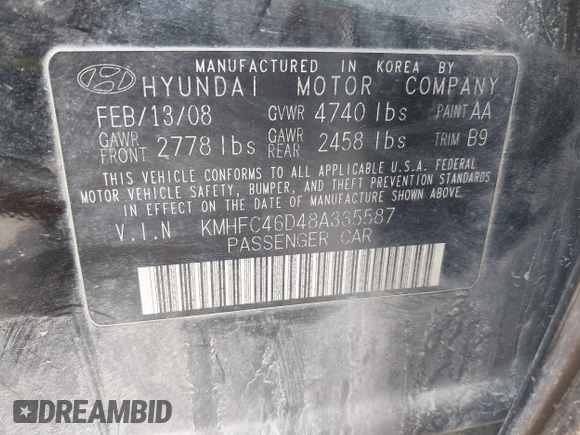 MANUFACTURED IN KOREA BY
HYUNDAI MOTOR COMPANY
FEB/13/08 GVWR 4740 lbs PAINT AA
GAWR FRONT 2778 lbs GAWR REAR 2458 lbs TRIM B9
THIS VEHICLE CONFORMS TO ALL APPLICABLE U.S.A. FEDERAL
MOTOR VEHICLE SAFETY, BUMPER, AND THEFT PREVENTION STANDARDS
IN EFFECT ON THE DATE OF MANUFACTURE SHOWN ABOVE.
V.I.N KMHFC46D48A335587
PASSENGER CAR
DREAMBID